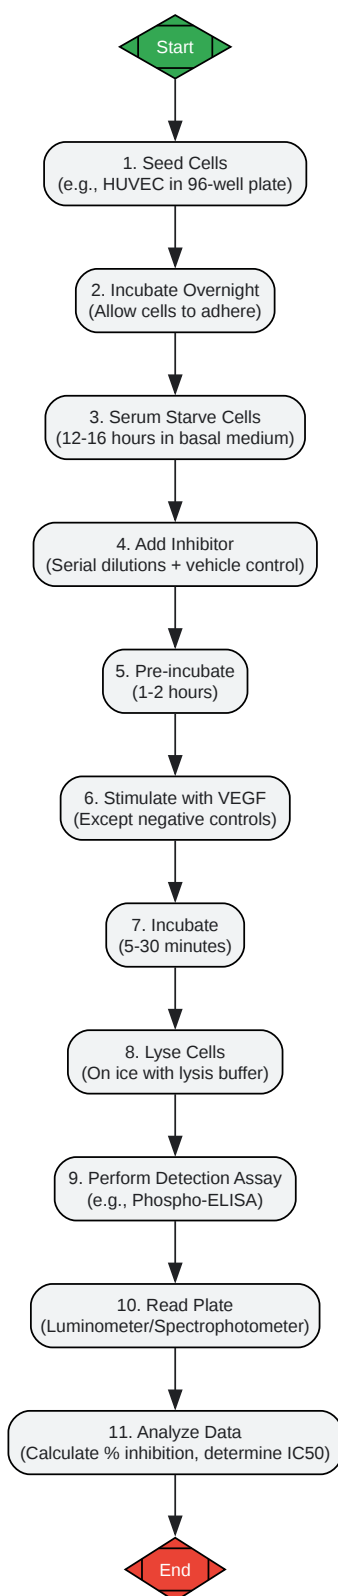 Start
1. Seed Cells
(e.g., HUVEC in 96-well plate)
2. Incubate Overnight
(Allow cells to adhere)
3. Serum Starve Cells
(12-16 hours in basal medium)
4. Add Inhibitor
(Serial dilutions + vehicle control)
5. Pre-incubate
(1-2 hours)
6. Stimulate with VEGF
(Except negative controls)
7. Incubate
(5-30 minutes)
8. Lyse Cells
(On ice with lysis buffer)
9. Perform Detection Assay
(e.g., Phospho-ELISA)
10. Read Plate
(Luminometer/Spectrophotometer)
11. Analyze Data
(Calculate % inhibition, determine IC50)
End